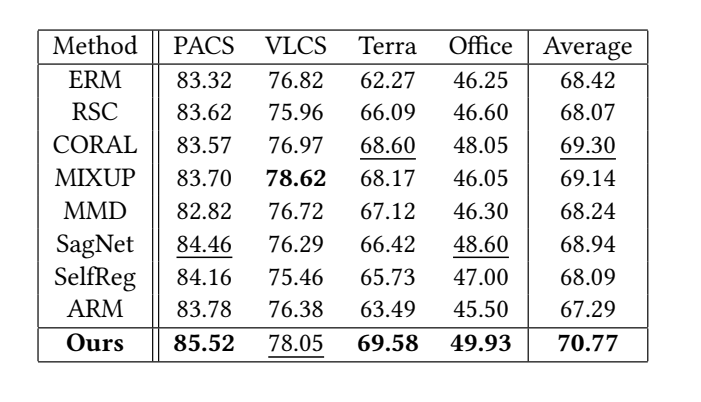 Method PACS VLCS Terra Office Average
ERM 83.32 76.82 62.27 46.25 68.42
RSC 83.62 75.96 66.09 46.60 68.07
CORAL 83.57 76.97 68.60 48.05 69.30
MIXUP 83.70 78.62 68.17 46.05 69.14
MMD 82.82 76.72 67.12 46.30 68.24
SagNet 84.46 76.29 66.42 48.60 68.94
SelfReg 84.16 75.46 65.73 47.00 68.09
ARM 83.78 76.38 63.49 45.50 67.29
Ours 85.52 78.05 69.58 49.93 70.77